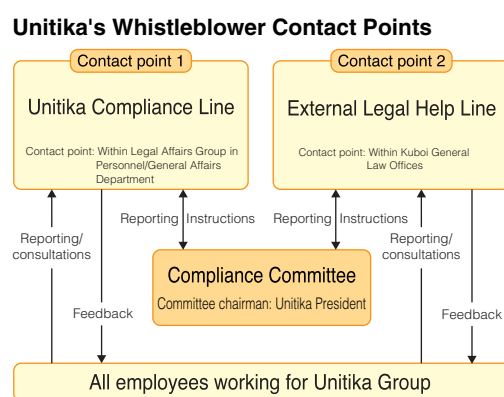 Unitika's Whistleblower Contact Points
Contact point 1
Unitika Compliance Line
Contact point: Within Legal Affairs Group in
Personnel/General Affairs
Department
Contact point 2
External Legal Help Line
Contact point: Within Kuboi General
Law Offices
Reporting/
consultations
Feedback
Reporting
Instructions
Reporting
Instructions
Reporting/
consultations
Feedback
Compliance Committee
Committee chairman: Unitika President
All employees working for Unitika Group